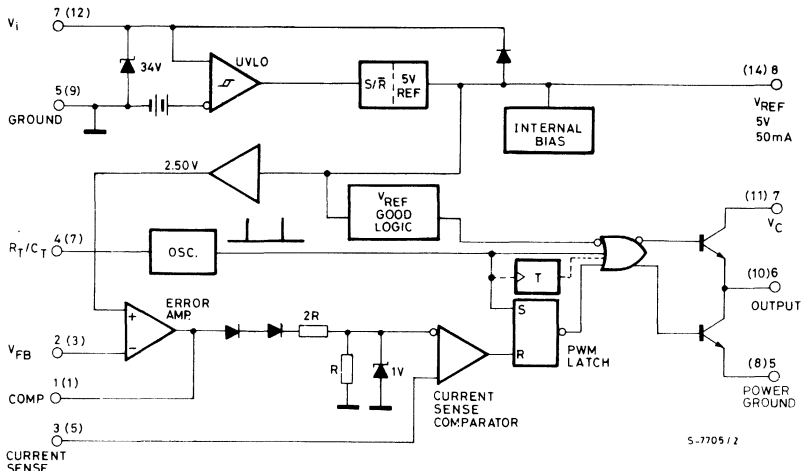 7 (12)
Vi
34V
UVLO
S/R̅
5V
REF
(14) 8
VREF
5V
50mA
5 (9)
GROUND
INTERNAL
BIAS
2.50V
VREF
GOOD
LOGIC
(11) 7
VC
4 (7)
RT/CT
OSC.
T
(10) 6
OUTPUT
ERROR
AMP.
2R
S
R
PWM
LATCH
+
-
2 (3)
VFB
R
1V
CURRENT
SENSE
COMPARATOR
(8) 5
POWER
GROUND
1 (1)
COMP
3 (5)
CURRENT
SENSE
S-7705/2